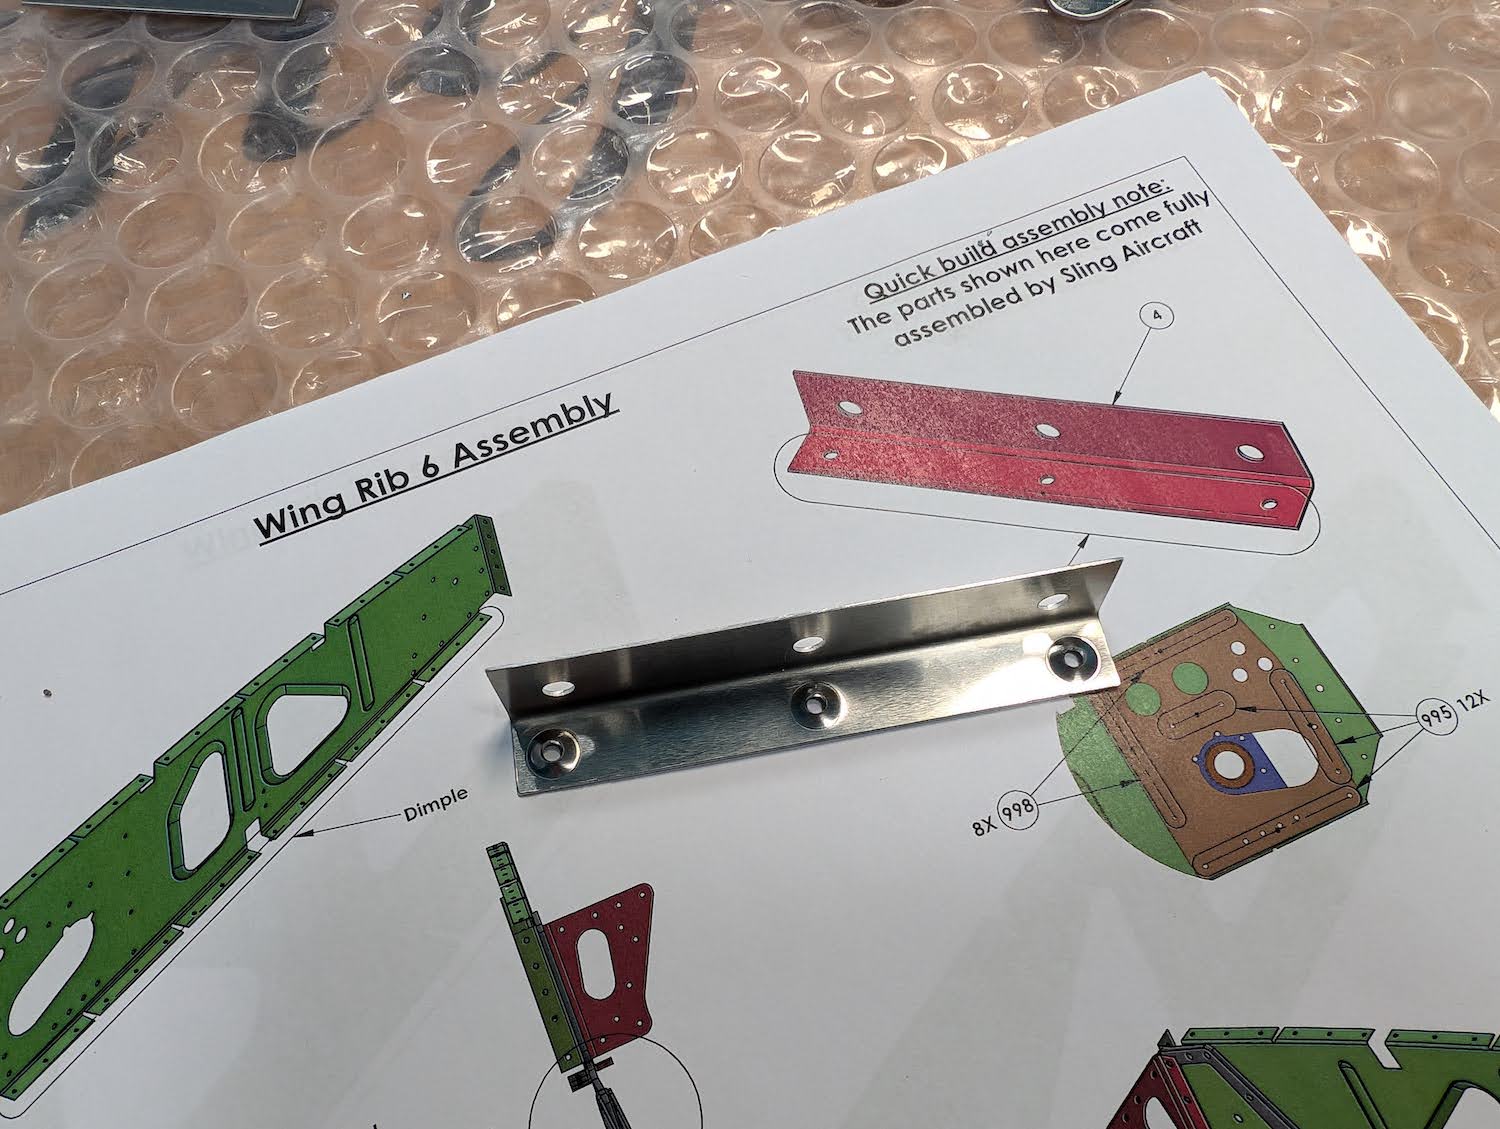 Quick build assembly note:
The parts shown here come fully
assembled by Sling Aircraft
4
Wing Rib 6 Assembly
Dimple
995 12X
8X 998